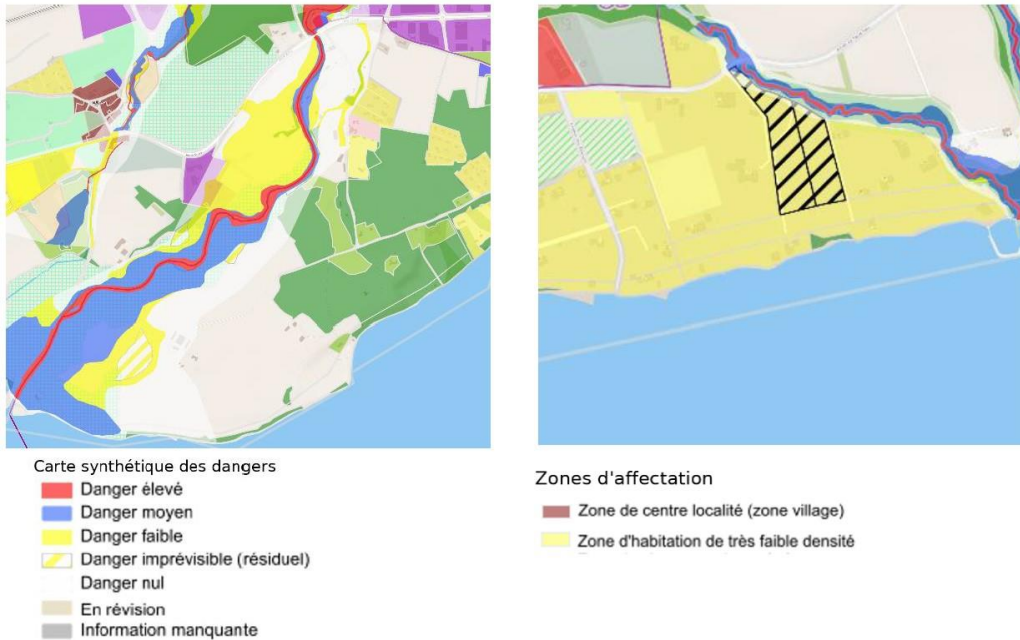 Carte synthétique des dangers
Danger élevé
Danger moyen
Danger faible
Danger imprévisible (résiduel)
Danger nul
En révision
Information manquante
Zones d'affectation
Zone de centre localité (zone village)
Zone d'habitation de très faible densité